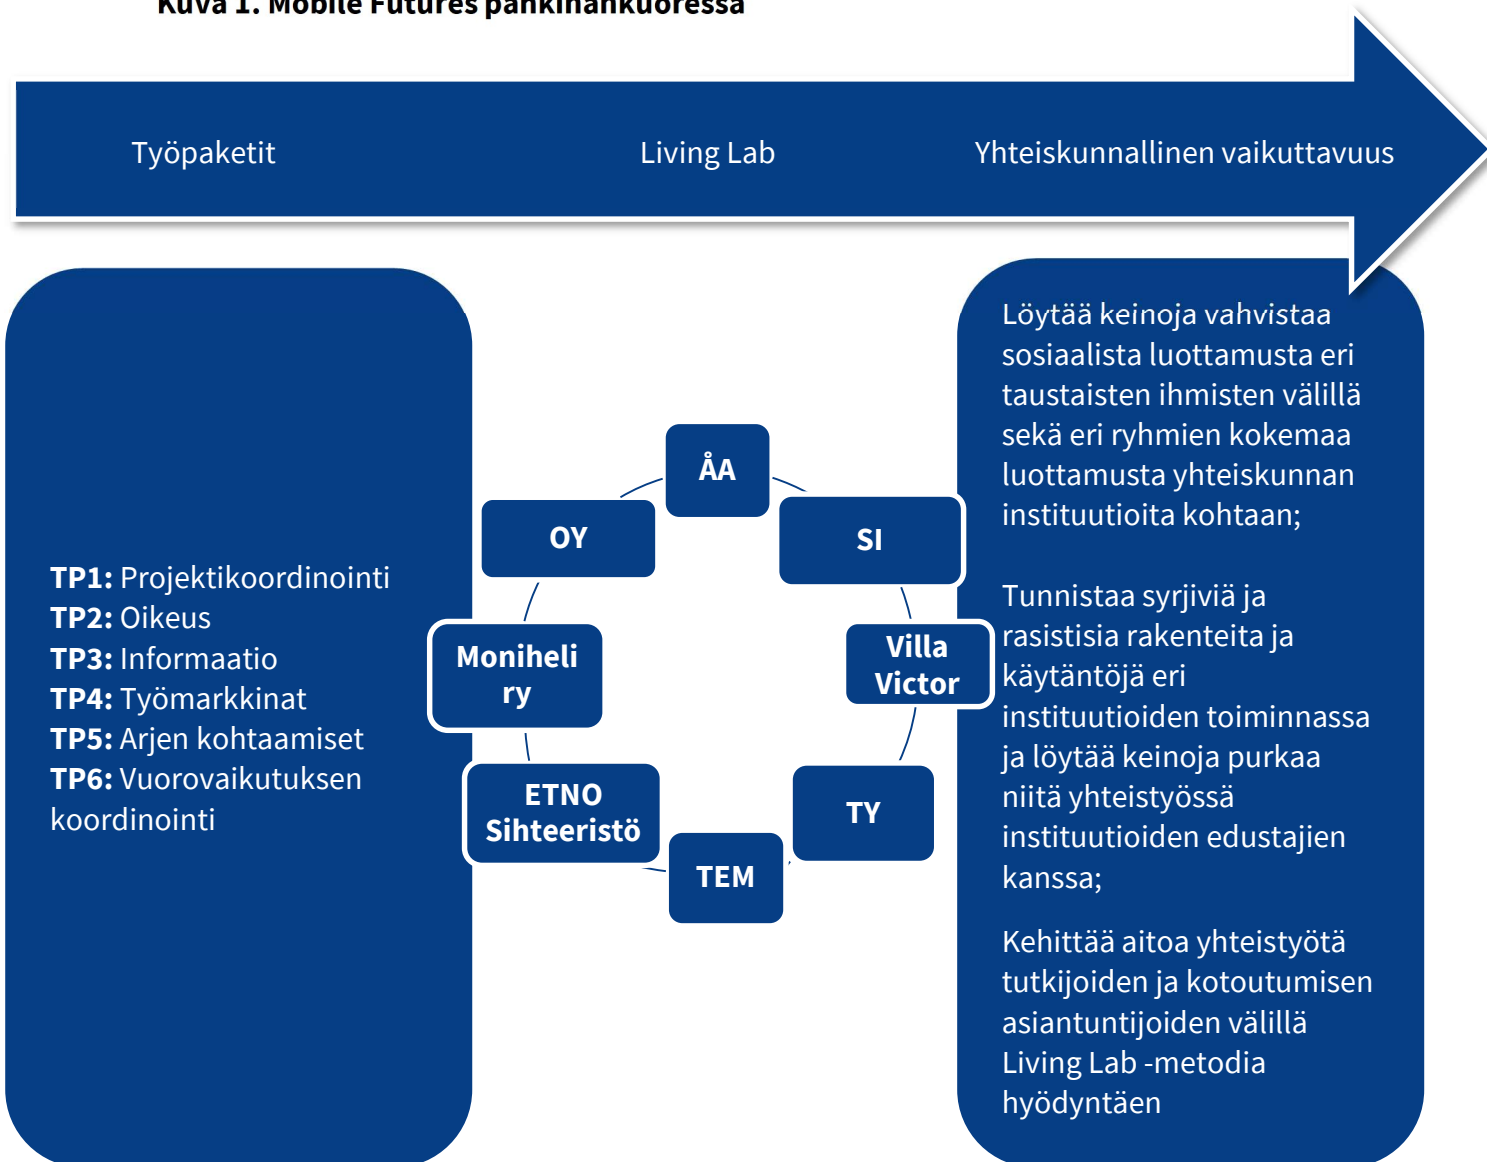 Kuva 1. Mobile Futures pähkinänkuoressa
Työpaketit
Living Lab
Yhteiskunnallinen vaikuttavuus
TP1: Projektikoordinointi
TP2: Oikeus
TP3: Informaatio
TP4: Työmarkkinat
TP5: Arjen kohtaamiset
TP6: Vuorovaikutuksen
koordinointi
ÅA
SI
Villa
Victor
TY
TEM
ETNO
Sihteeristö
Moniheli
ry
OY
Löytää keinoja vahvistaa
sosiaalista luottamusta eri
taustaisten ihmisten välillä
sekä eri ryhmien kokemaa
luottamusta yhteiskunnan
instituutioita kohtaan;
Tunnistaa syrjiviä ja
rasistisia rakenteita ja
käytäntöjä eri
instituutioiden toiminnassa
ja löytää keinoja purkaa
niitä yhteistyössä
instituutioiden edustajien
kanssa;
Kehittää aitoa yhteistyötä
tutkijoiden ja kotoutumisen
asiantuntijoiden välillä
Living Lab -metodia
hyödyntäen